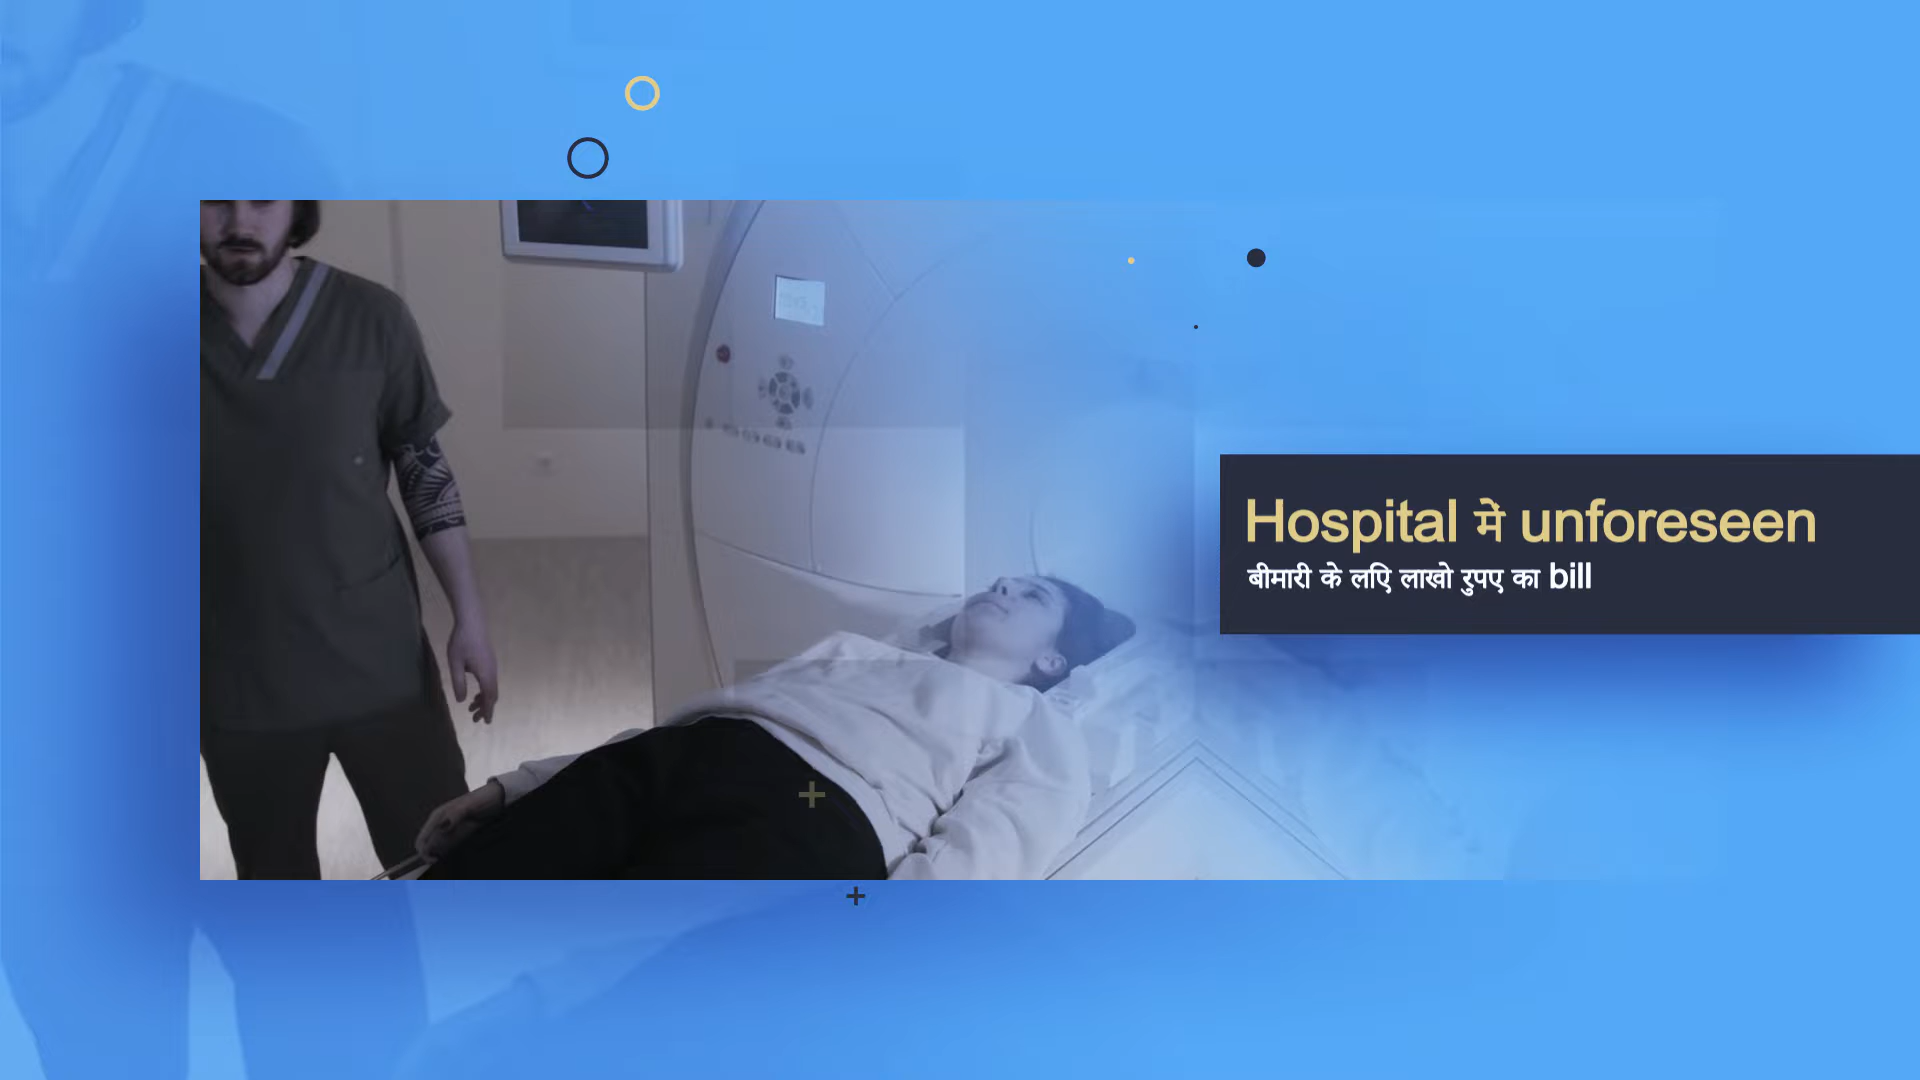 Hospital में unforeseen
बीमारी के लिए लाखो रुपए का bill